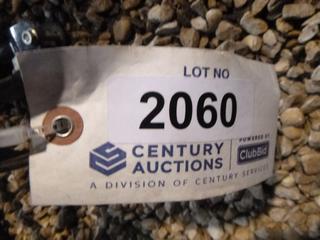 LOT NO
2060
POWERED BY
CENTURY
AUCTIONS
ClubBid
A DIVISION OF CENTURY SERVICES